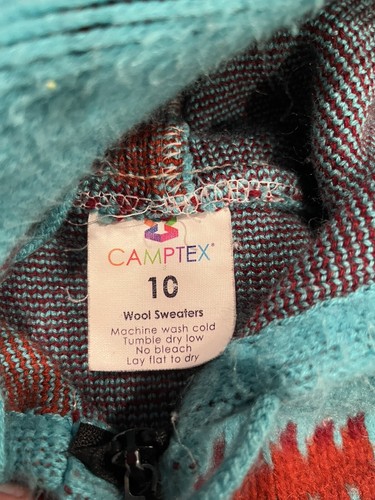 CAMPTEX®
10
Wool Sweaters
Machine wash cold
Tumble dry low
No bleach
Lay flat to dry